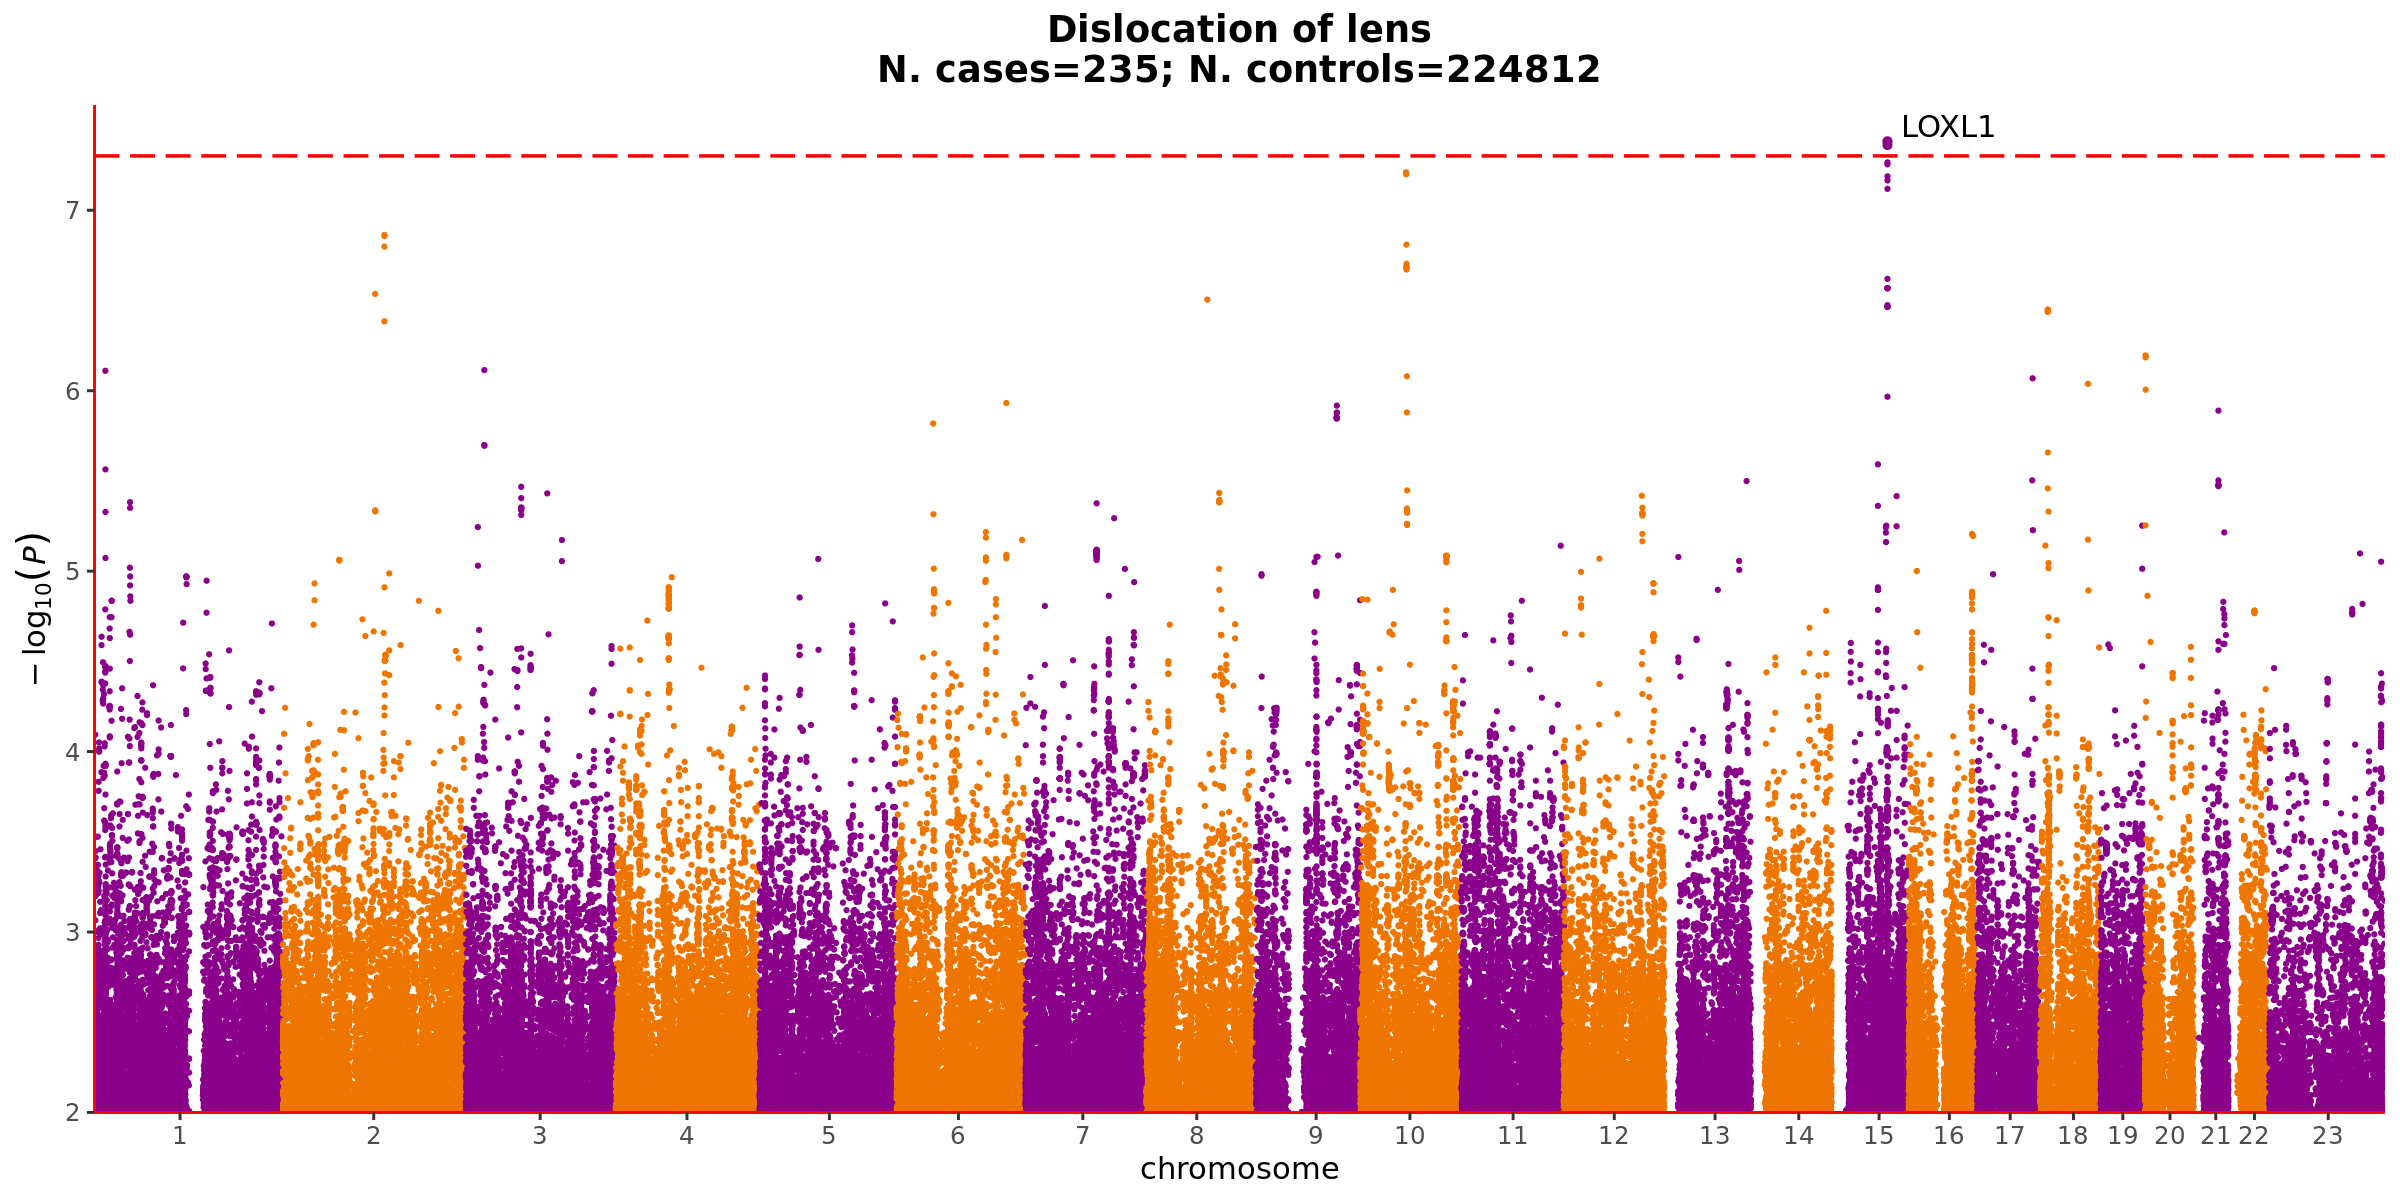 Dislocation of lens
N. cases=235; N. controls=224812
LOXL1
−log₁₀(P)
7
6
5
4
3
2
1 2 3 4 5 6 7 8 9 10 11 12 13 14 15 16 17 18 19 20 21 22 23
chromosome